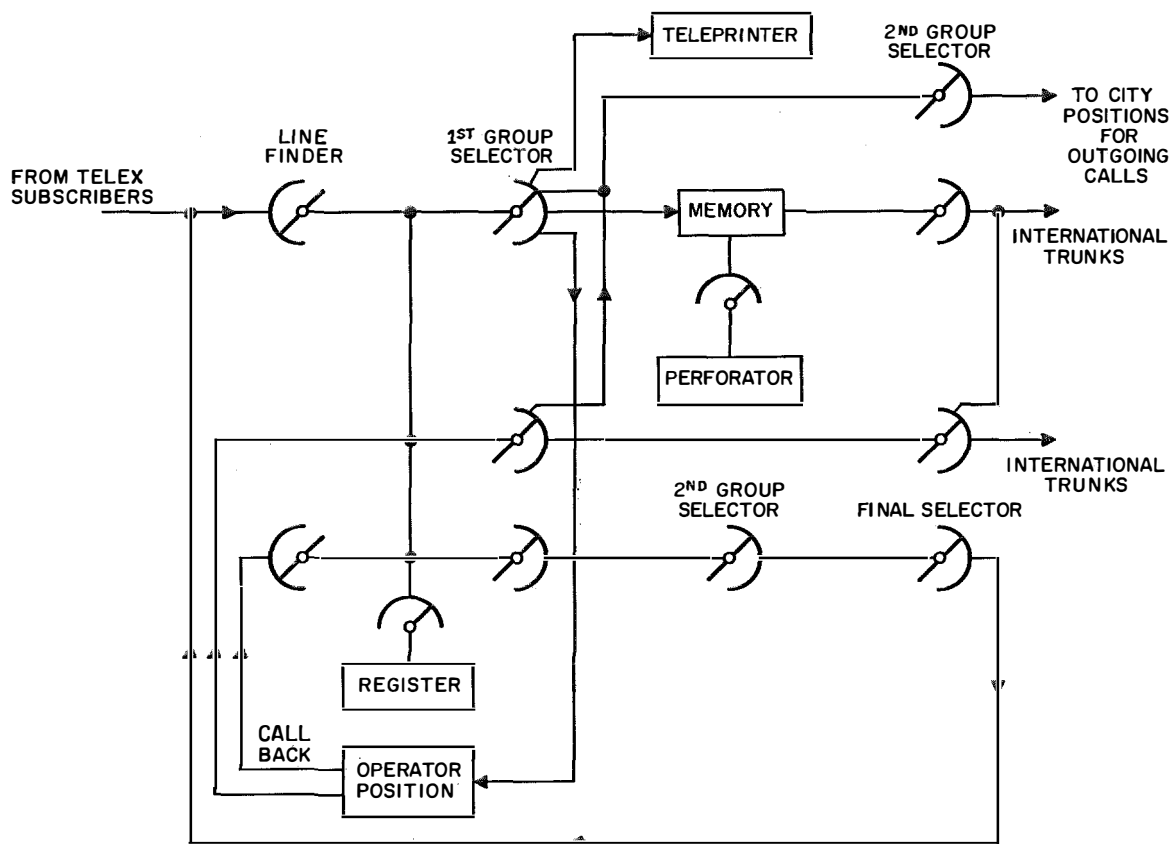 TELEPRINTER
2ND GROUP
SELECTOR
TO CITY
POSITIONS
FOR
OUTGOING
CALLS
LINE
FINDER
1ST GROUP
SELECTOR
FROM TELEX
SUBSCRIBERS
MEMORY
INTERNATIONAL
TRUNKS
PERFORATOR
INTERNATIONAL
TRUNKS
2ND GROUP
SELECTOR
FINAL SELECTOR
REGISTER
CALL
BACK
OPERATOR
POSITION